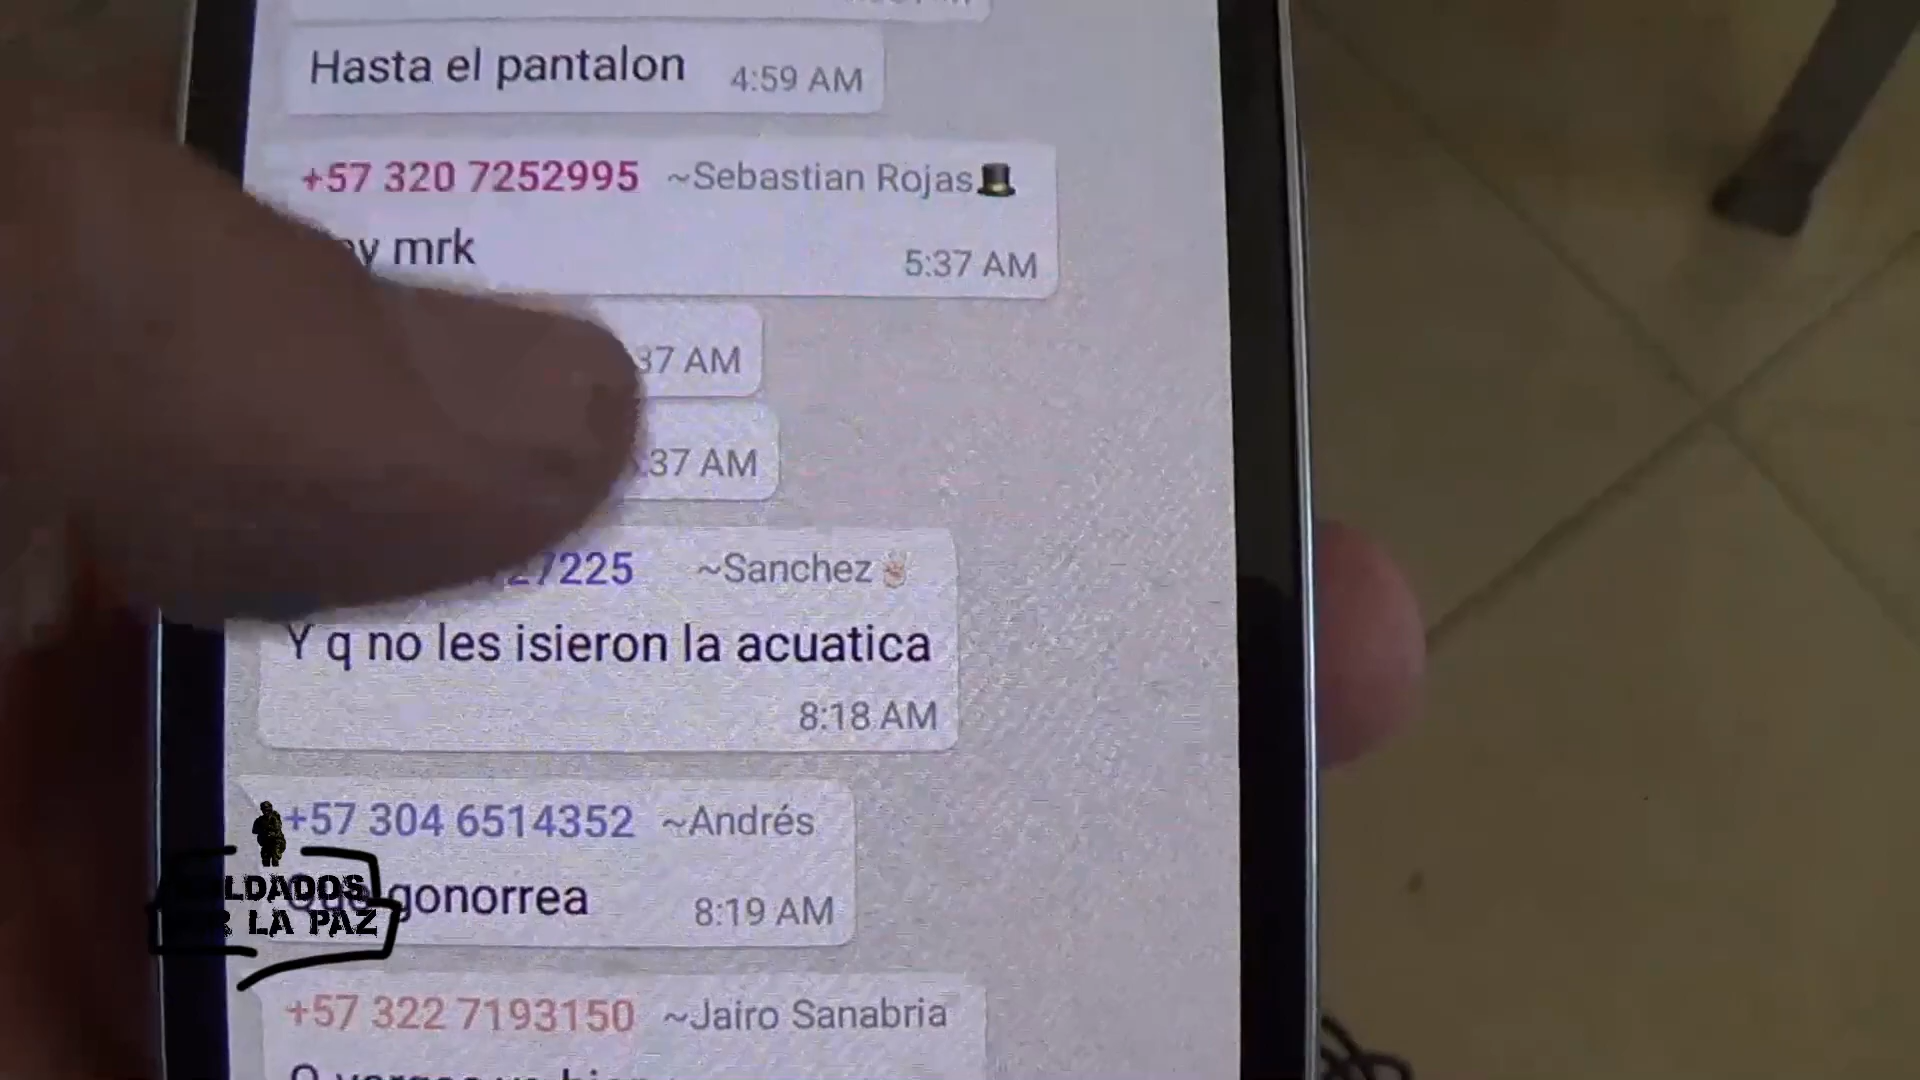 Hasta el pantalon 4:59 AM
+57 320 7252995 ~Sebastian Rojas🎩
mrk
5:37 AM
37 AM
:37 AM
27225 ~Sanchez👌🏻
Y q no les isieron la acuatica
8:18 AM
+57 304 6514352 ~Andrés
gonorrea 8:19 AM
LA PAZ
+57 322 7193150 ~Jairo Sanabria